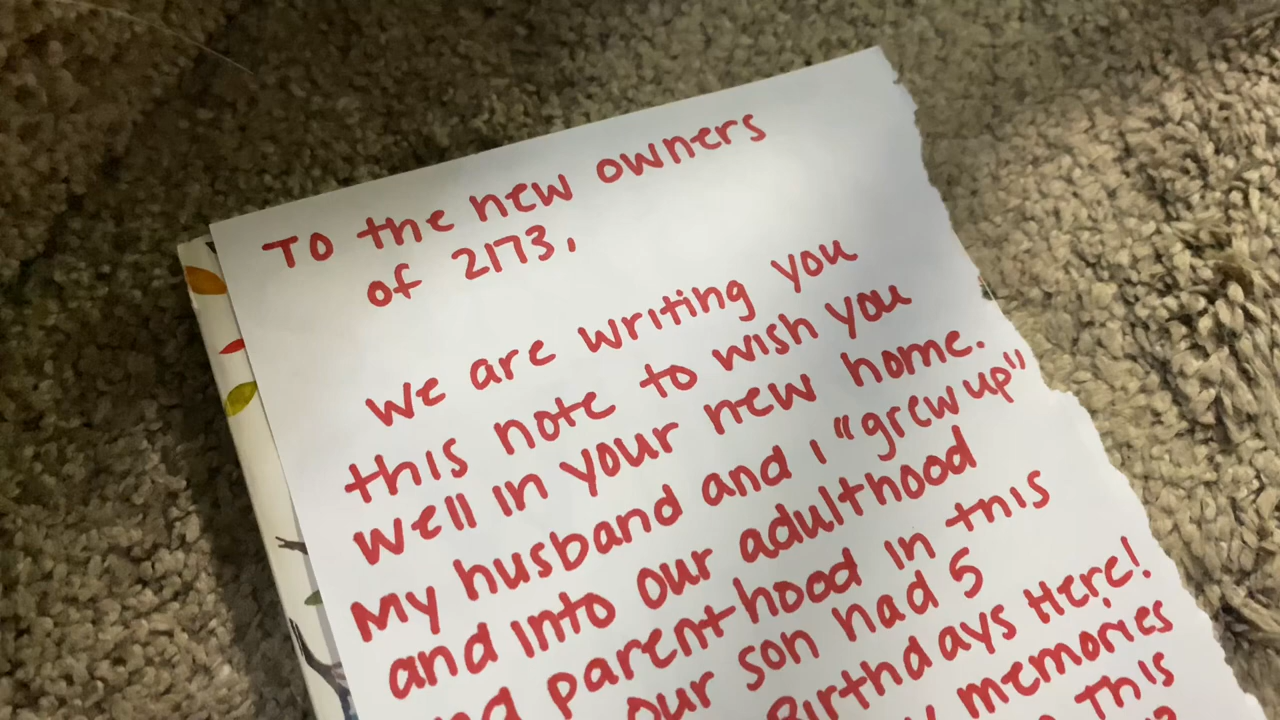 To the new owners
of 2173,
We are writing you
this note to wish you
well in your new home.
My husband and I "grew up"
and into our adulthood
parenthood in this
our son had 5
Birthdays Here!
memories
This